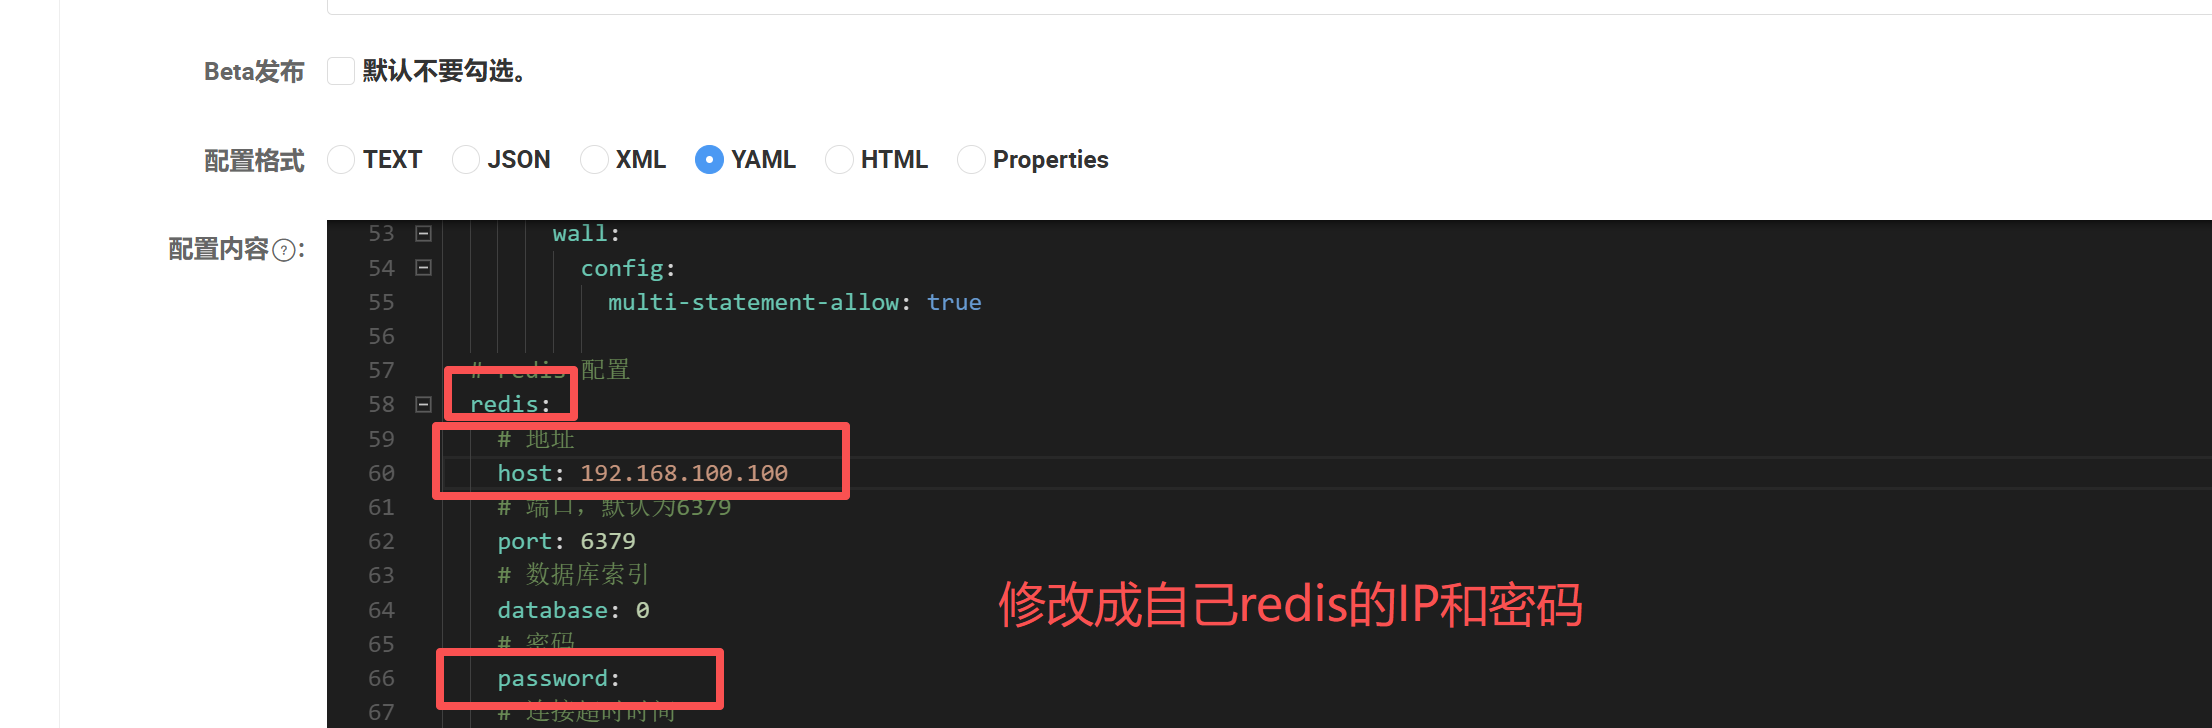 Beta发布 默认不要勾选。
配置格式 TEXT JSON XML YAML HTML Properties
配置内容?:
53 wall:
54 config:
55 multi-statement-allow: true
56
57 # redis 配置
58 redis:
59 # 地址
60 host: 192.168.100.100
61 # 端口，默认为6379
62 port: 6379
63 # 数据库索引
64 database: 0
修改成自己redis的IP和密码
65 # 密码
66 password:
67 # 连接超时时间